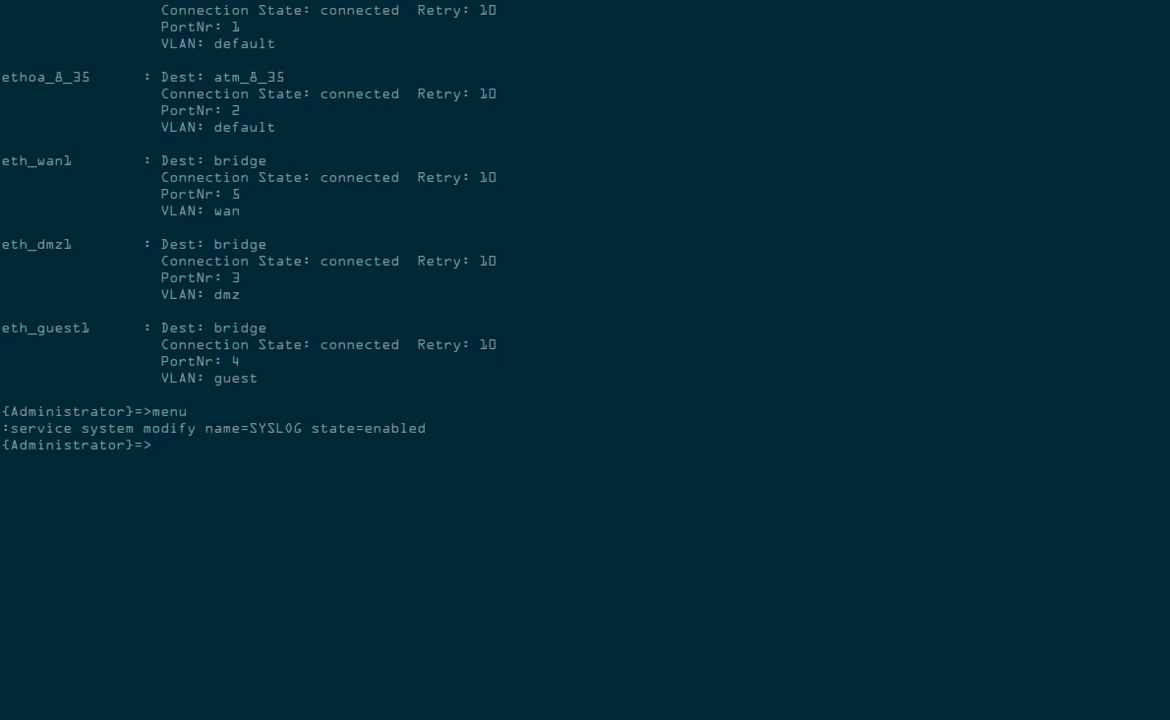 Connection State: connected  Retry: 10
PortNr: 1
VLAN: default
ethoa_8_35      : Dest: atm_8_35
Connection State: connected  Retry: 10
PortNr: 2
VLAN: default
eth_wan1        : Dest: bridge
Connection State: connected  Retry: 10
PortNr: 5
VLAN: wan
eth_dmz1        : Dest: bridge
Connection State: connected  Retry: 10
PortNr: 3
VLAN: dmz
eth_guest1      : Dest: bridge
Connection State: connected  Retry: 10
PortNr: 4
VLAN: guest
{Administrator}=>menu
:service system modify name=SYSLOG state=enabled
{Administrator}=>